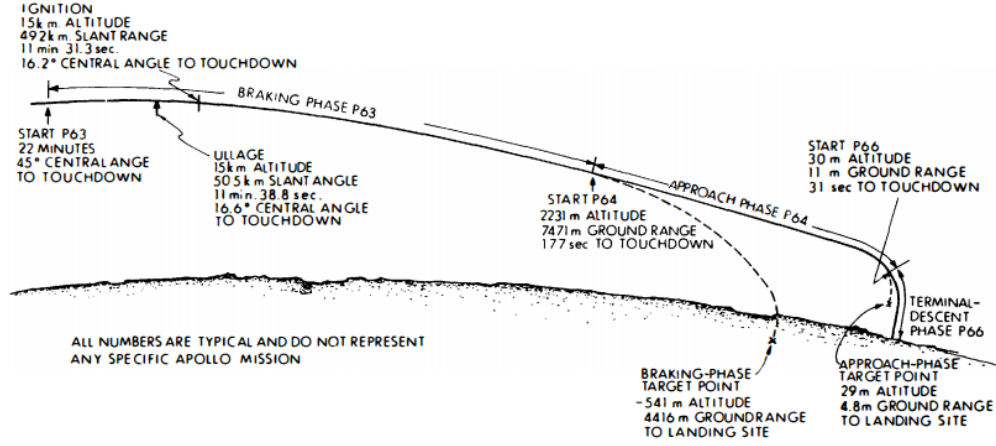 IGNITION
15km. ALTITUDE
492km. SLANT RANGE
11 min 31.3 sec.
16.2° CENTRAL ANGLE TO TOUCHDOWN
BRAKING PHASE P63
START P63
22 MINUTES
45° CENTRAL ANGE
TO TOUCHDOWN
ULLAGE
15km ALTITUDE
505km SLANT ANGLE
11 min. 38.8 sec.
16.6° CENTRAL ANGLE
TO TOUCHDOWN
START P64
2231m ALTITUDE
7471m GROUND RANGE
177 sec TO TOUCHDOWN
APPROACH PHASE P64
START P66
30 m ALTITUDE
11 m GROUND RANGE
31 sec TO TOUCHDOWN
TERMINAL-
DESCENT
PHASE P66
ALL NUMBERS ARE TYPICAL AND DO NOT REPRESENT
ANY SPECIFIC APOLLO MISSION
BRAKING-PHASE
TARGET POINT
-541 m ALTITUDE
4416 m GROUNDRANGE
TO LANDING SITE
APPROACH-PHASE
TARGET POINT
29m ALTITUDE
4.8m GROUND RANGE
TO LANDING SITE